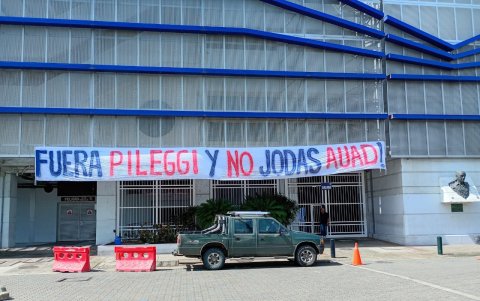 FUERA PILEGGI Y NO JODAS AUAD!